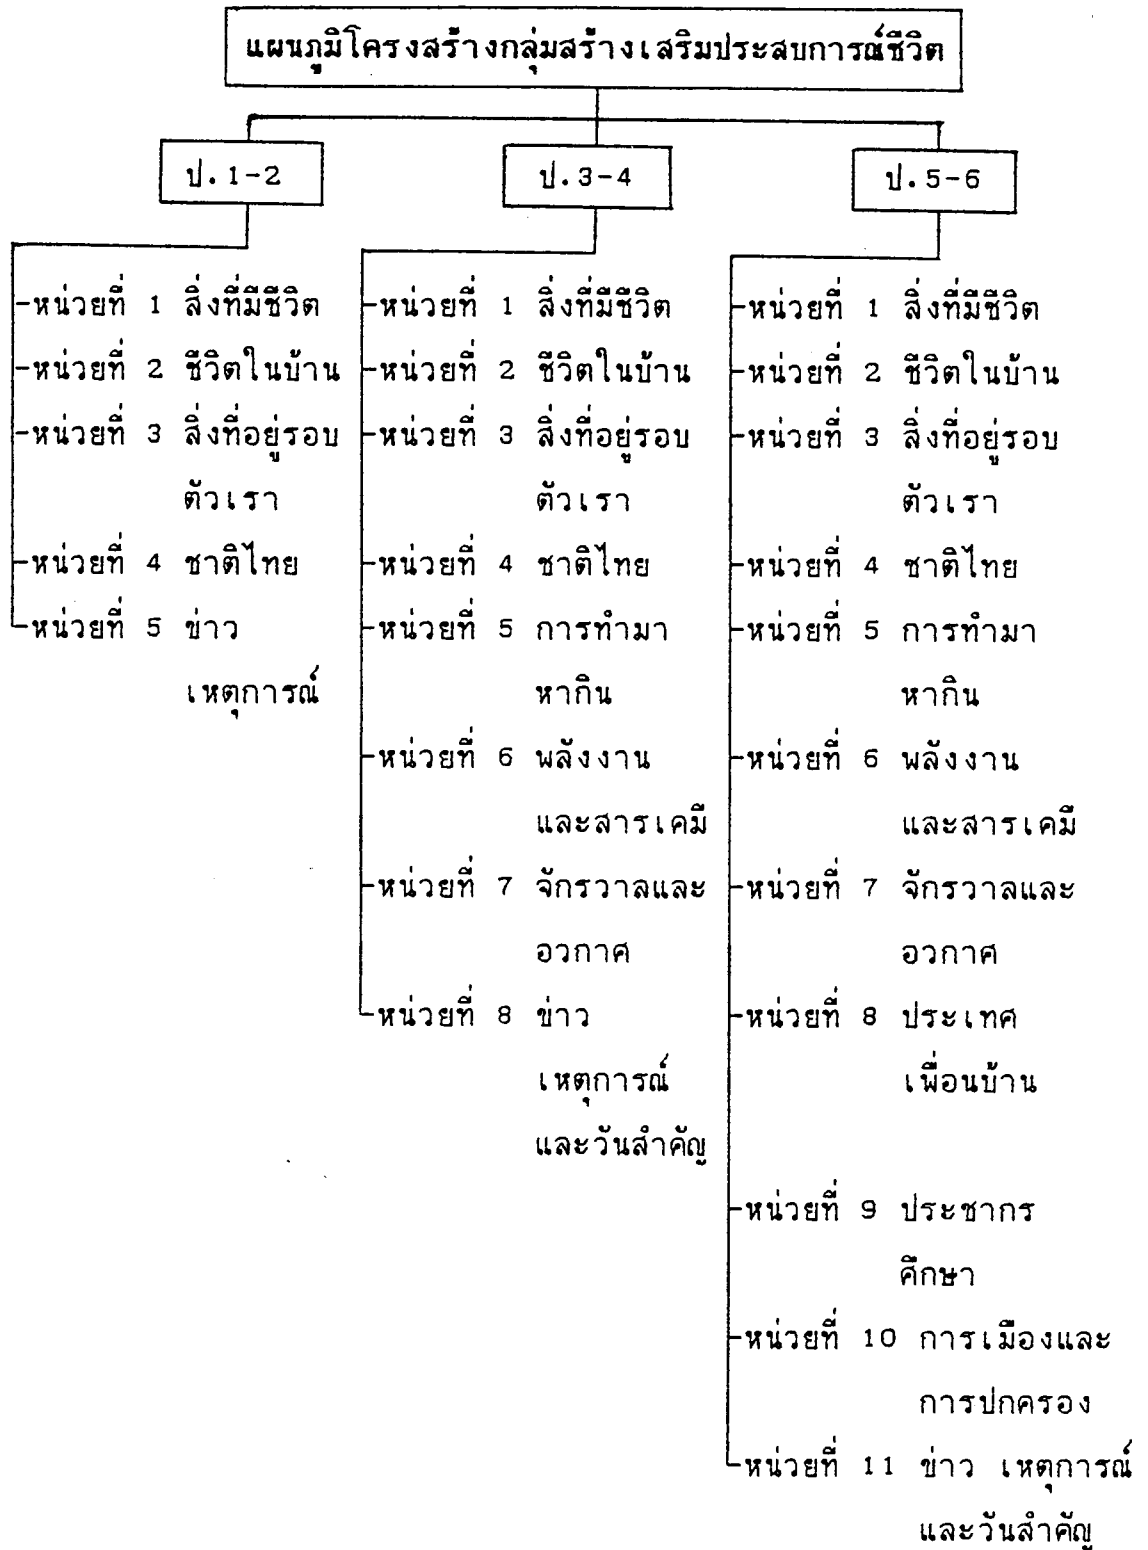 แผนภูมิโครงสร้างกลุ่มสร้างเสริมประสบการณ์ชีวิต
ป.1-2
-หน่วยที่ 1 สิ่งที่มีชีวิต
-หน่วยที่ 2 ชีวิตในบ้าน
-หน่วยที่ 3 สิ่งที่อยู่รอบ
ตัวเรา
-หน่วยที่ 4 ชาติไทย
-หน่วยที่ 5 ข่าว
เหตุการณ์
ป.3-4
-หน่วยที่ 1 สิ่งที่มีชีวิต
-หน่วยที่ 2 ชีวิตในบ้าน
-หน่วยที่ 3 สิ่งที่อยู่รอบ
ตัวเรา
-หน่วยที่ 4 ชาติไทย
-หน่วยที่ 5 การทำมา
หากิน
-หน่วยที่ 6 พลังงาน
และสารเคมี
-หน่วยที่ 7 จักรวาลและ
อวกาศ
-หน่วยที่ 8 ข่าว
เหตุการณ์
และวันสำคัญ
ป.5-6
-หน่วยที่ 1 สิ่งที่มีชีวิต
-หน่วยที่ 2 ชีวิตในบ้าน
-หน่วยที่ 3 สิ่งที่อยู่รอบ
ตัวเรา
-หน่วยที่ 4 ชาติไทย
-หน่วยที่ 5 การทำมา
หากิน
-หน่วยที่ 6 พลังงาน
และสารเคมี
-หน่วยที่ 7 จักรวาลและ
อวกาศ
-หน่วยที่ 8 ประเทศ
เพื่อนบ้าน
-หน่วยที่ 9 ประชากร
ศึกษา
-หน่วยที่ 10 การเมืองและ
การปกครอง
-หน่วยที่ 11 ข่าว เหตุการณ์
และวันสำคัญ